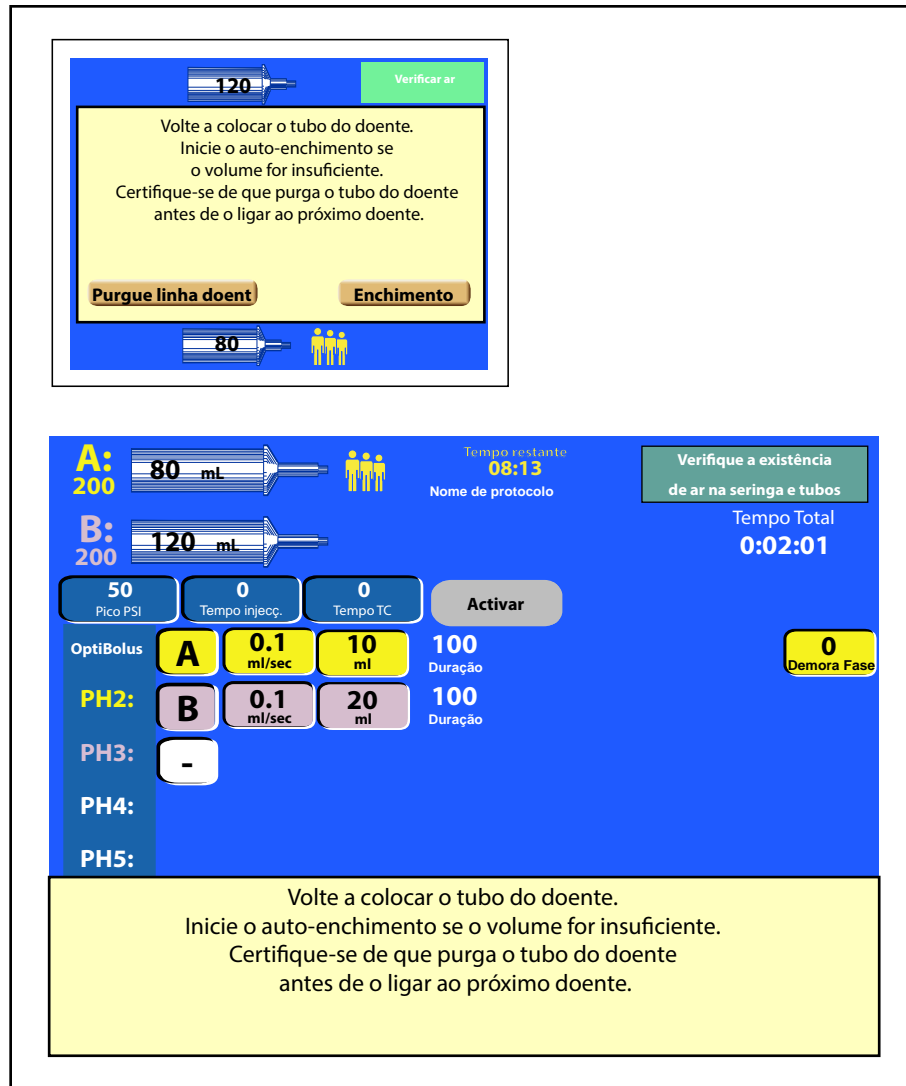 120
Verificar ar
Volte a colocar o tubo do doente.
Inicie o auto-enchimento se
o volume for insuficiente.
Certifique-se de que purga o tubo do doente
antes de o ligar ao próximo doente.
Purgue linha doent
Enchimento
80
A:
200
80 mL
Tempo restante
08:13
Nome de protocolo
Verifique a existência
de ar na seringa e tubos
B:
200
120 mL
Tempo Total
0:02:01
50
Pico PSI
0
Tempo injecç.
0
Tempo TC
Activar
OptiBolus
A
0.1
ml/sec
10
ml
100
Duração
0
Demora Fase
PH2:
B
0.1
ml/sec
20
ml
100
Duração
PH3:
-
PH4:
PH5:
Volte a colocar o tubo do doente.
Inicie o auto-enchimento se o volume for insuficiente.
Certifique-se de que purga o tubo do doente
antes de o ligar ao próximo doente.